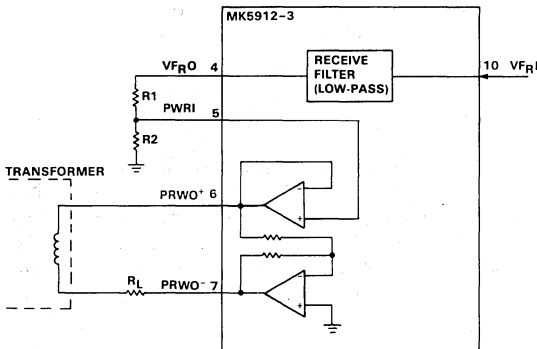 MK5912-3
RECEIVE
FILTER
(LOW-PASS)
VFRO 4
10 VFRI
R1
PWRI 5
R2
TRANSFORMER
PRWO+ 6
-
+
RL
PRWO- 7
-
+